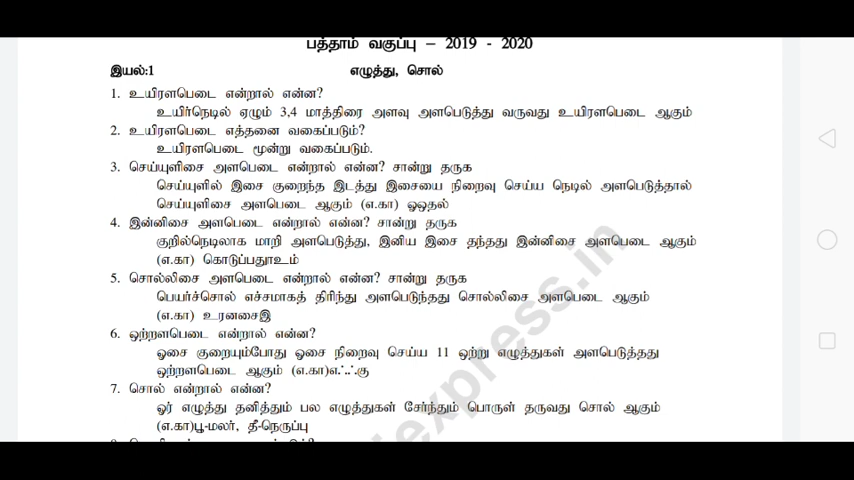 பத்தாம் வகுப்பு – 2019 - 2020
இயல்:1 எழுத்து, சொல்
1. உயிரளபெடை என்றால் என்ன?
உயிர்நெடில் ஏழும் 3,4 மாத்திரை அளவு அளபெடுத்து வருவது உயிரளபெடை ஆகும்
2. உயிரளபெடை எத்தனை வகைப்படும்?
உயிரளபெடை மூன்று வகைப்படும்.
3. செய்யுளிசை அளபெடை என்றால் என்ன? சான்று தருக
செய்யுளில் இசை குறைந்த இடத்து இசையை நிறைவு செய்ய நெடில் அளபெடுத்தால்
செய்யுளிசை அளபெடை ஆகும் (எ.கா) ஓஒதல்
4. இன்னிசை அளபெடை என்றால் என்ன? சான்று தருக
குறில்நெடிலாக மாறி அளபெடுத்து, இனிய இசை தந்தது இன்னிசை அளபெடை ஆகும்
(எ.கா) கொடுப்பதூஉம்
5. சொல்லிசை அளபெடை என்றால் என்ன? சான்று தருக
பெயர்ச்சொல் எச்சமாகத் திரிந்து அளபெடுந்தது சொல்லிசை அளபெடை ஆகும்
(எ.கா) உரனசைஇ
6. ஒற்றளபெடை என்றால் என்ன?
ஓசை குறையும்போது ஓசை நிறைவு செய்ய 11 ஒற்று எழுத்துகள் அளபெடுத்தது
ஒற்றளபெடை ஆகும் (எ.கா)எஃஃகு
7. சொல் என்றால் என்ன?
ஓர் எழுத்து தனித்தும் பல எழுத்துகள் சேர்ந்தும் பொருள் தருவது சொல் ஆகும்
(எ.கா)பூ-மலர், தீ-நெருப்பு
express.in